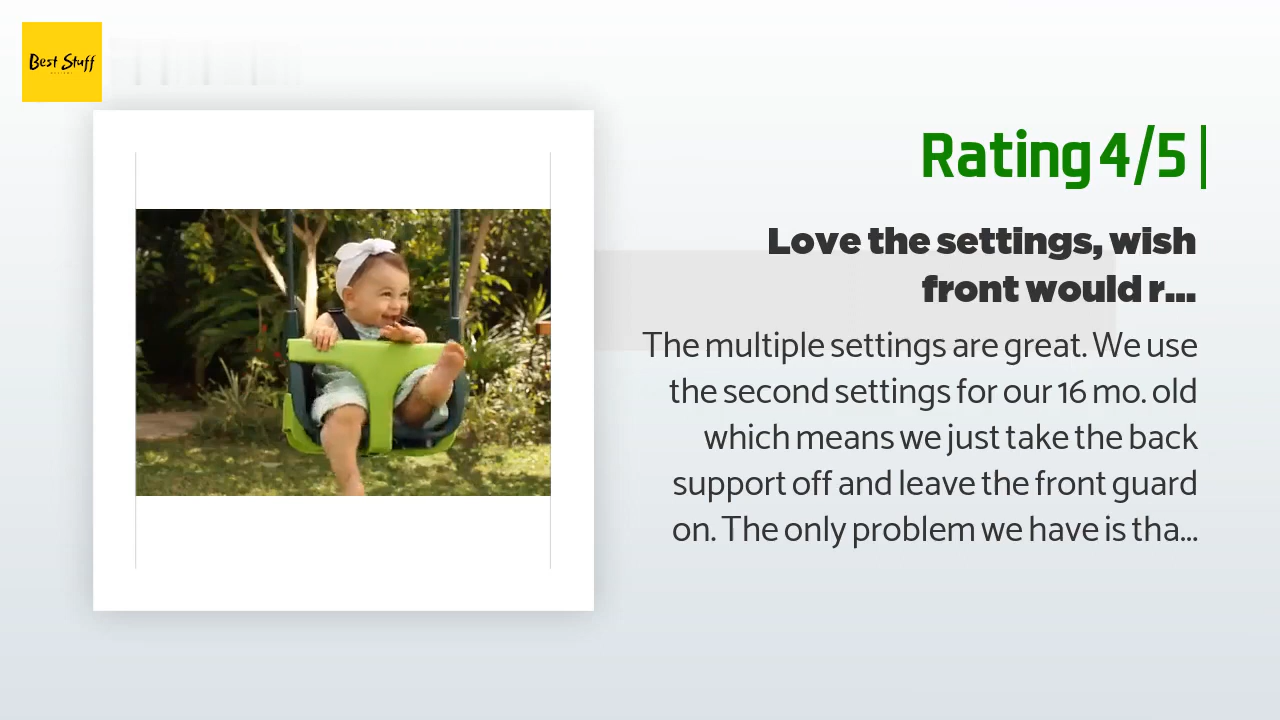 Best Stuff
Rating 4/5 |
Love the settings, wish
front would r...
The multiple settings are great. We use
the second settings for our 16 mo. old
which means we just take the back
support off and leave the front guard
on. The only problem we have is tha...